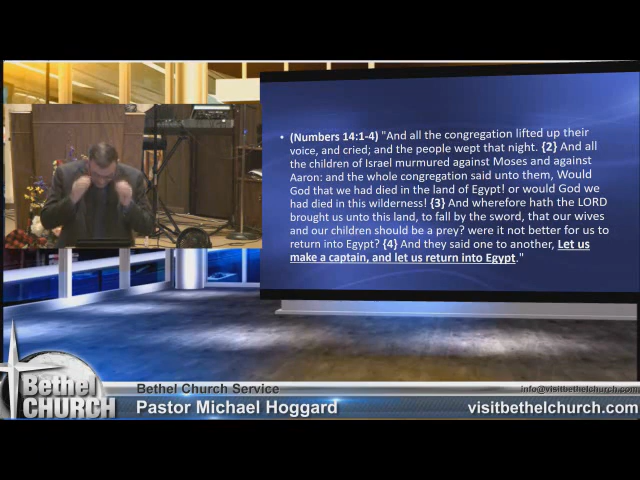 • (Numbers 14:1-4) "And all the congregation lifted up their
voice, and cried; and the people wept that night. {2} And all
the children of Israel murmured against Moses and against
Aaron: and the whole congregation said unto them, Would
God that we had died in the land of Egypt! or would God we
had died in this wilderness! {3} And wherefore hath the LORD
brought us unto this land, to fall by the sword, that our wives
and our children should be a prey? were it not better for us to
return into Egypt? {4} And they said one to another, Let us
make a captain, and let us return into Egypt."
Bethel
CHURCH
Bethel Church Service
info@visitbethelchurch.com
Pastor Michael Hoggard
visitbethelchurch.com